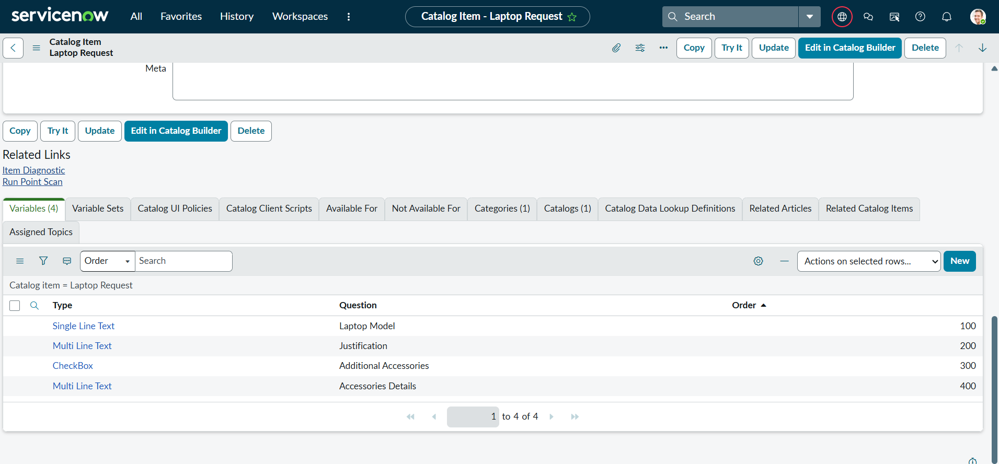 servicenow All Favorites History Workspaces Catalog Item - Laptop Request Search
Catalog Item
Laptop Request
Copy Try It Update Edit in Catalog Builder Delete
Meta
Copy Try It Update Edit in Catalog Builder Delete
Related Links
Item Diagnostic
Run Point Scan
Variables (4) Variable Sets Catalog UI Policies Catalog Client Scripts Available For Not Available For Categories (1) Catalogs (1) Catalog Data Lookup Definitions Related Articles Related Catalog Items
Assigned Topics
Order Search Actions on selected rows... New
Catalog item = Laptop Request
Type Question Order
Single Line Text Laptop Model 100
Multi Line Text Justification 200
CheckBox Additional Accessories 300
Multi Line Text Accessories Details 400
1 to 4 of 4